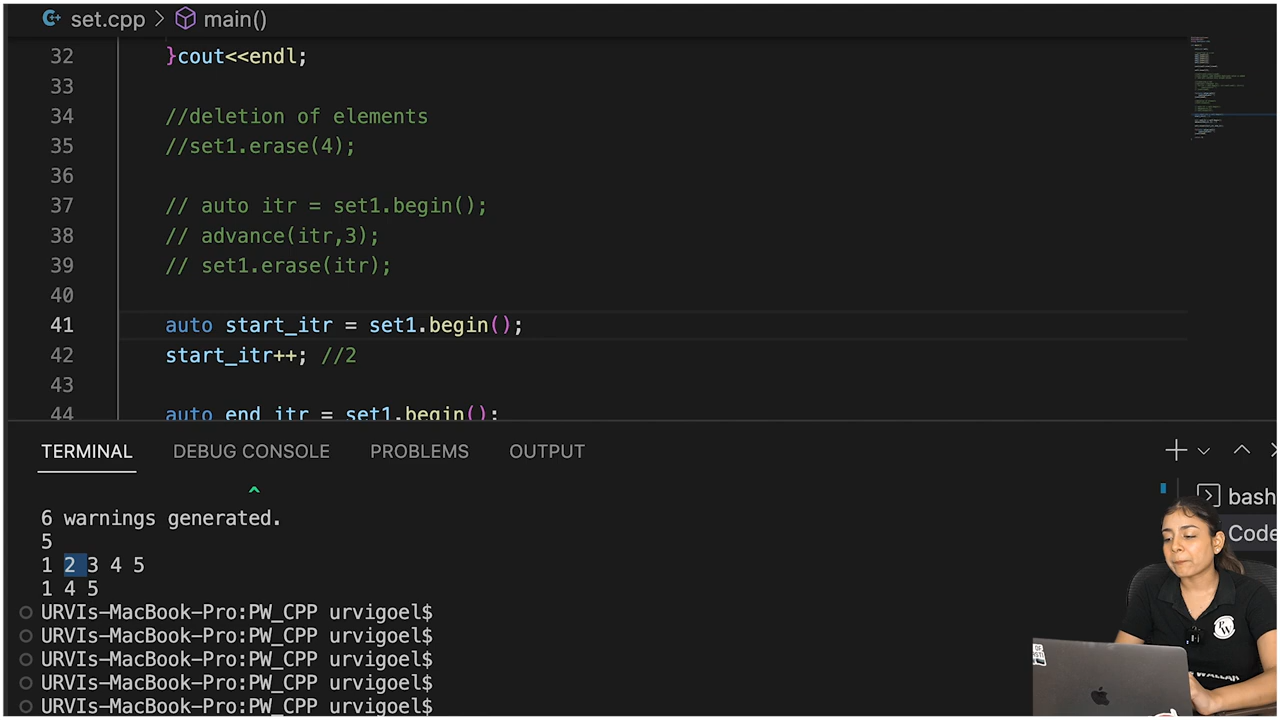 set.cpp > main()
32 }cout<<endl;
33
34 //deletion of elements
35 //set1.erase(4);
36
37 // auto itr = set1.begin();
38 // advance(itr,3);
39 // set1.erase(itr);
40
41 auto start_itr = set1.begin();
42 start_itr++; //2
43
44 auto end_itr = set1.begin();
TERMINAL DEBUG CONSOLE PROBLEMS OUTPUT
^
6 warnings generated.
5
1 2 3 4 5
1 4 5
URVIs-MacBook-Pro:PW_CPP urvigoel$
URVIs-MacBook-Pro:PW_CPP urvigoel$
URVIs-MacBook-Pro:PW_CPP urvigoel$
URVIs-MacBook-Pro:PW_CPP urvigoel$
URVIs-MacBook-Pro:PW_CPP urvigoel$
bash
Code
PW